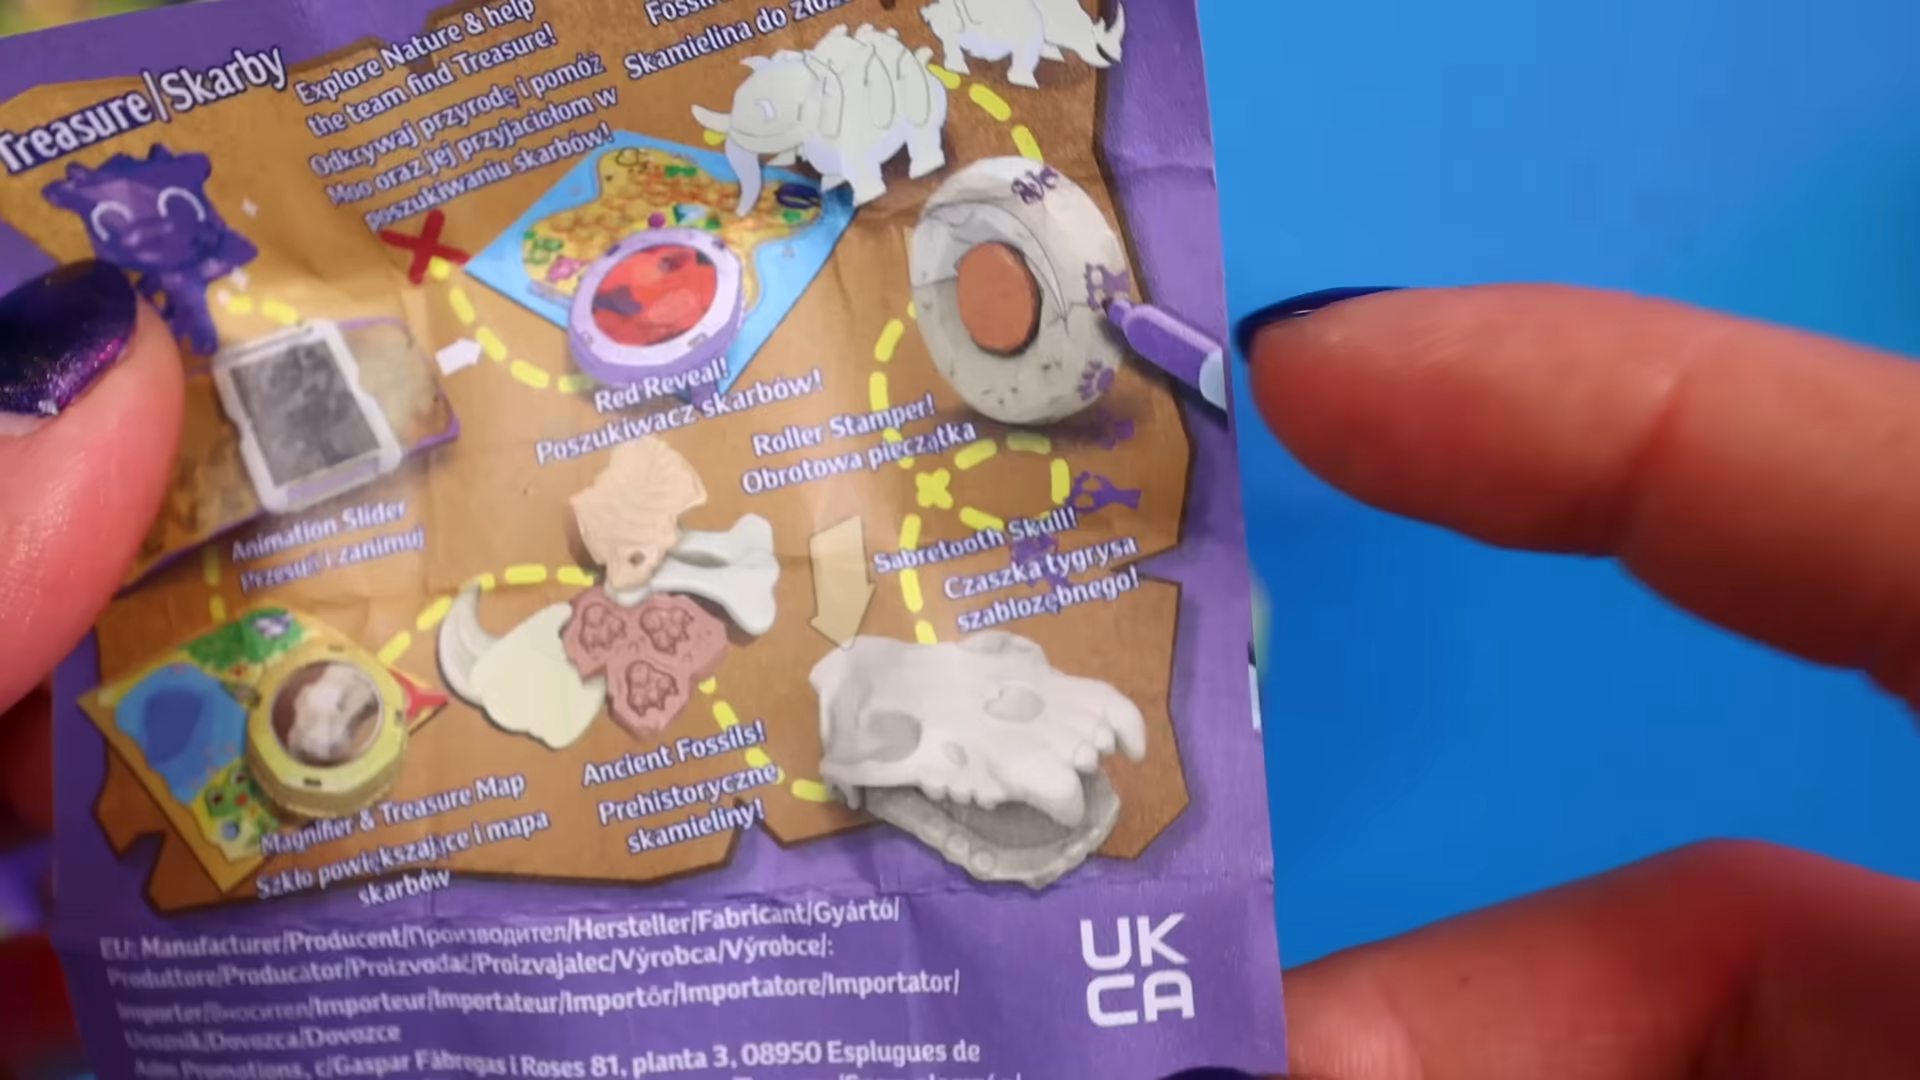 Treasure|Skarby
Explore Nature & help
the team find Treasure!
Odkrywaj przyrodę i pomóż
Moo oraz jej przyjaciołom w
poszukiwaniu skarbów!
Skamielina do
Red Reveal!
Poszukiwacz skarbów!
Roller Stamper!
Obrotowa pieczątka
Animation Slider
Przesuń i zanimuj
Sabretooth Skull!
Czaszka tygrysa
szablozębnego!
Ancient Fossils!
Prehistoryczne
skamieliny!
Magnifier & Treasure Map
Szkło powiększające i mapa
skarbów
EU: Manufacturer/Producent/Производител/Hersteller/Fabricant/Gyártó/
Produttore/Producător/Proizvođač/Proizvajalec/Výrobca/Výrobce/:
Importer/Вносител/Importeur/Importateur/Importőr/Importatore/Importator/
Uvoznik/Dovozca/Dovozce
Promotions, c/Gaspar Fàbregas i Roses 81, planta 3, 08950 Esplugues de
UK
CA